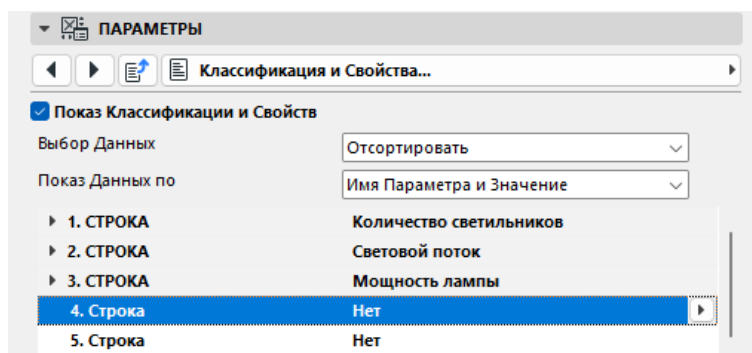 ПАРАМЕТРЫ
Классификация и Свойства...
Показ Классификации и Свойств
Выбор Данных Отсортировать
Показ Данных по Имя Параметра и Значение
1. СТРОКА Количество светильников
2. СТРОКА Световой поток
3. СТРОКА Мощность лампы
4. Строка Нет
5. Строка Нет